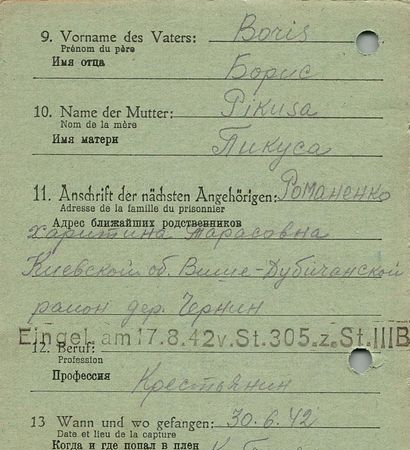 9. Vorname des Vaters: Boris
Prénom du père
Имя отца
Борис
10. Name der Mutter: Pikusa
Nom de la mère
Имя матери
Пикуса
11. Anschrift der nächsten Angehörigen: Романенко
Adresse de la famille du prisonnier
Адрес ближайших родственников
Харитина Тарасовна
Киевской об. Више-Дубичанской
район дер. Чернин
Eingel. am 17.8.42 v. St. 305. z. St. III B
12. Beruf:
Profession
Профессия
Крестьянин
13 Wann und wo gefangen: 30.6.42
Date et lieu de la capture
Когда и где попал в плен